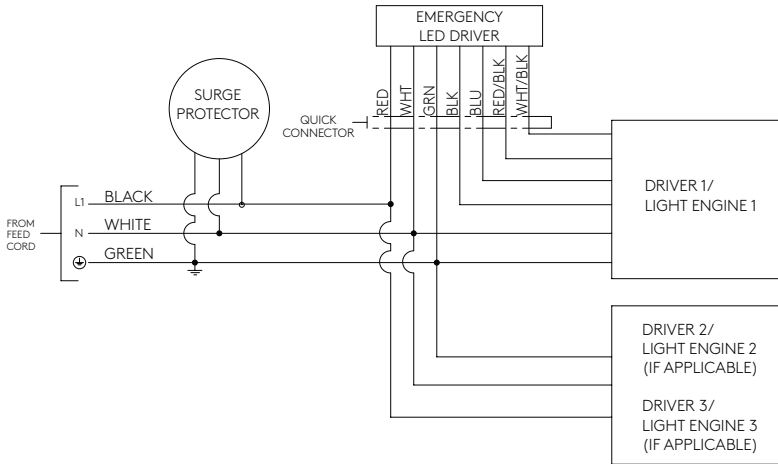 EMERGENCY
LED DRIVER
SURGE
PROTECTOR
RED
WHT
GRN
BLK
BLU
RED/BLK
WHT/BLK
QUICK
CONNECTOR
FROM
FEED
CORD
L1
BLACK
N
WHITE
GREEN
DRIVER 1/
LIGHT ENGINE 1
DRIVER 2/
LIGHT ENGINE 2
(IF APPLICABLE)
DRIVER 3/
LIGHT ENGINE 3
(IF APPLICABLE)